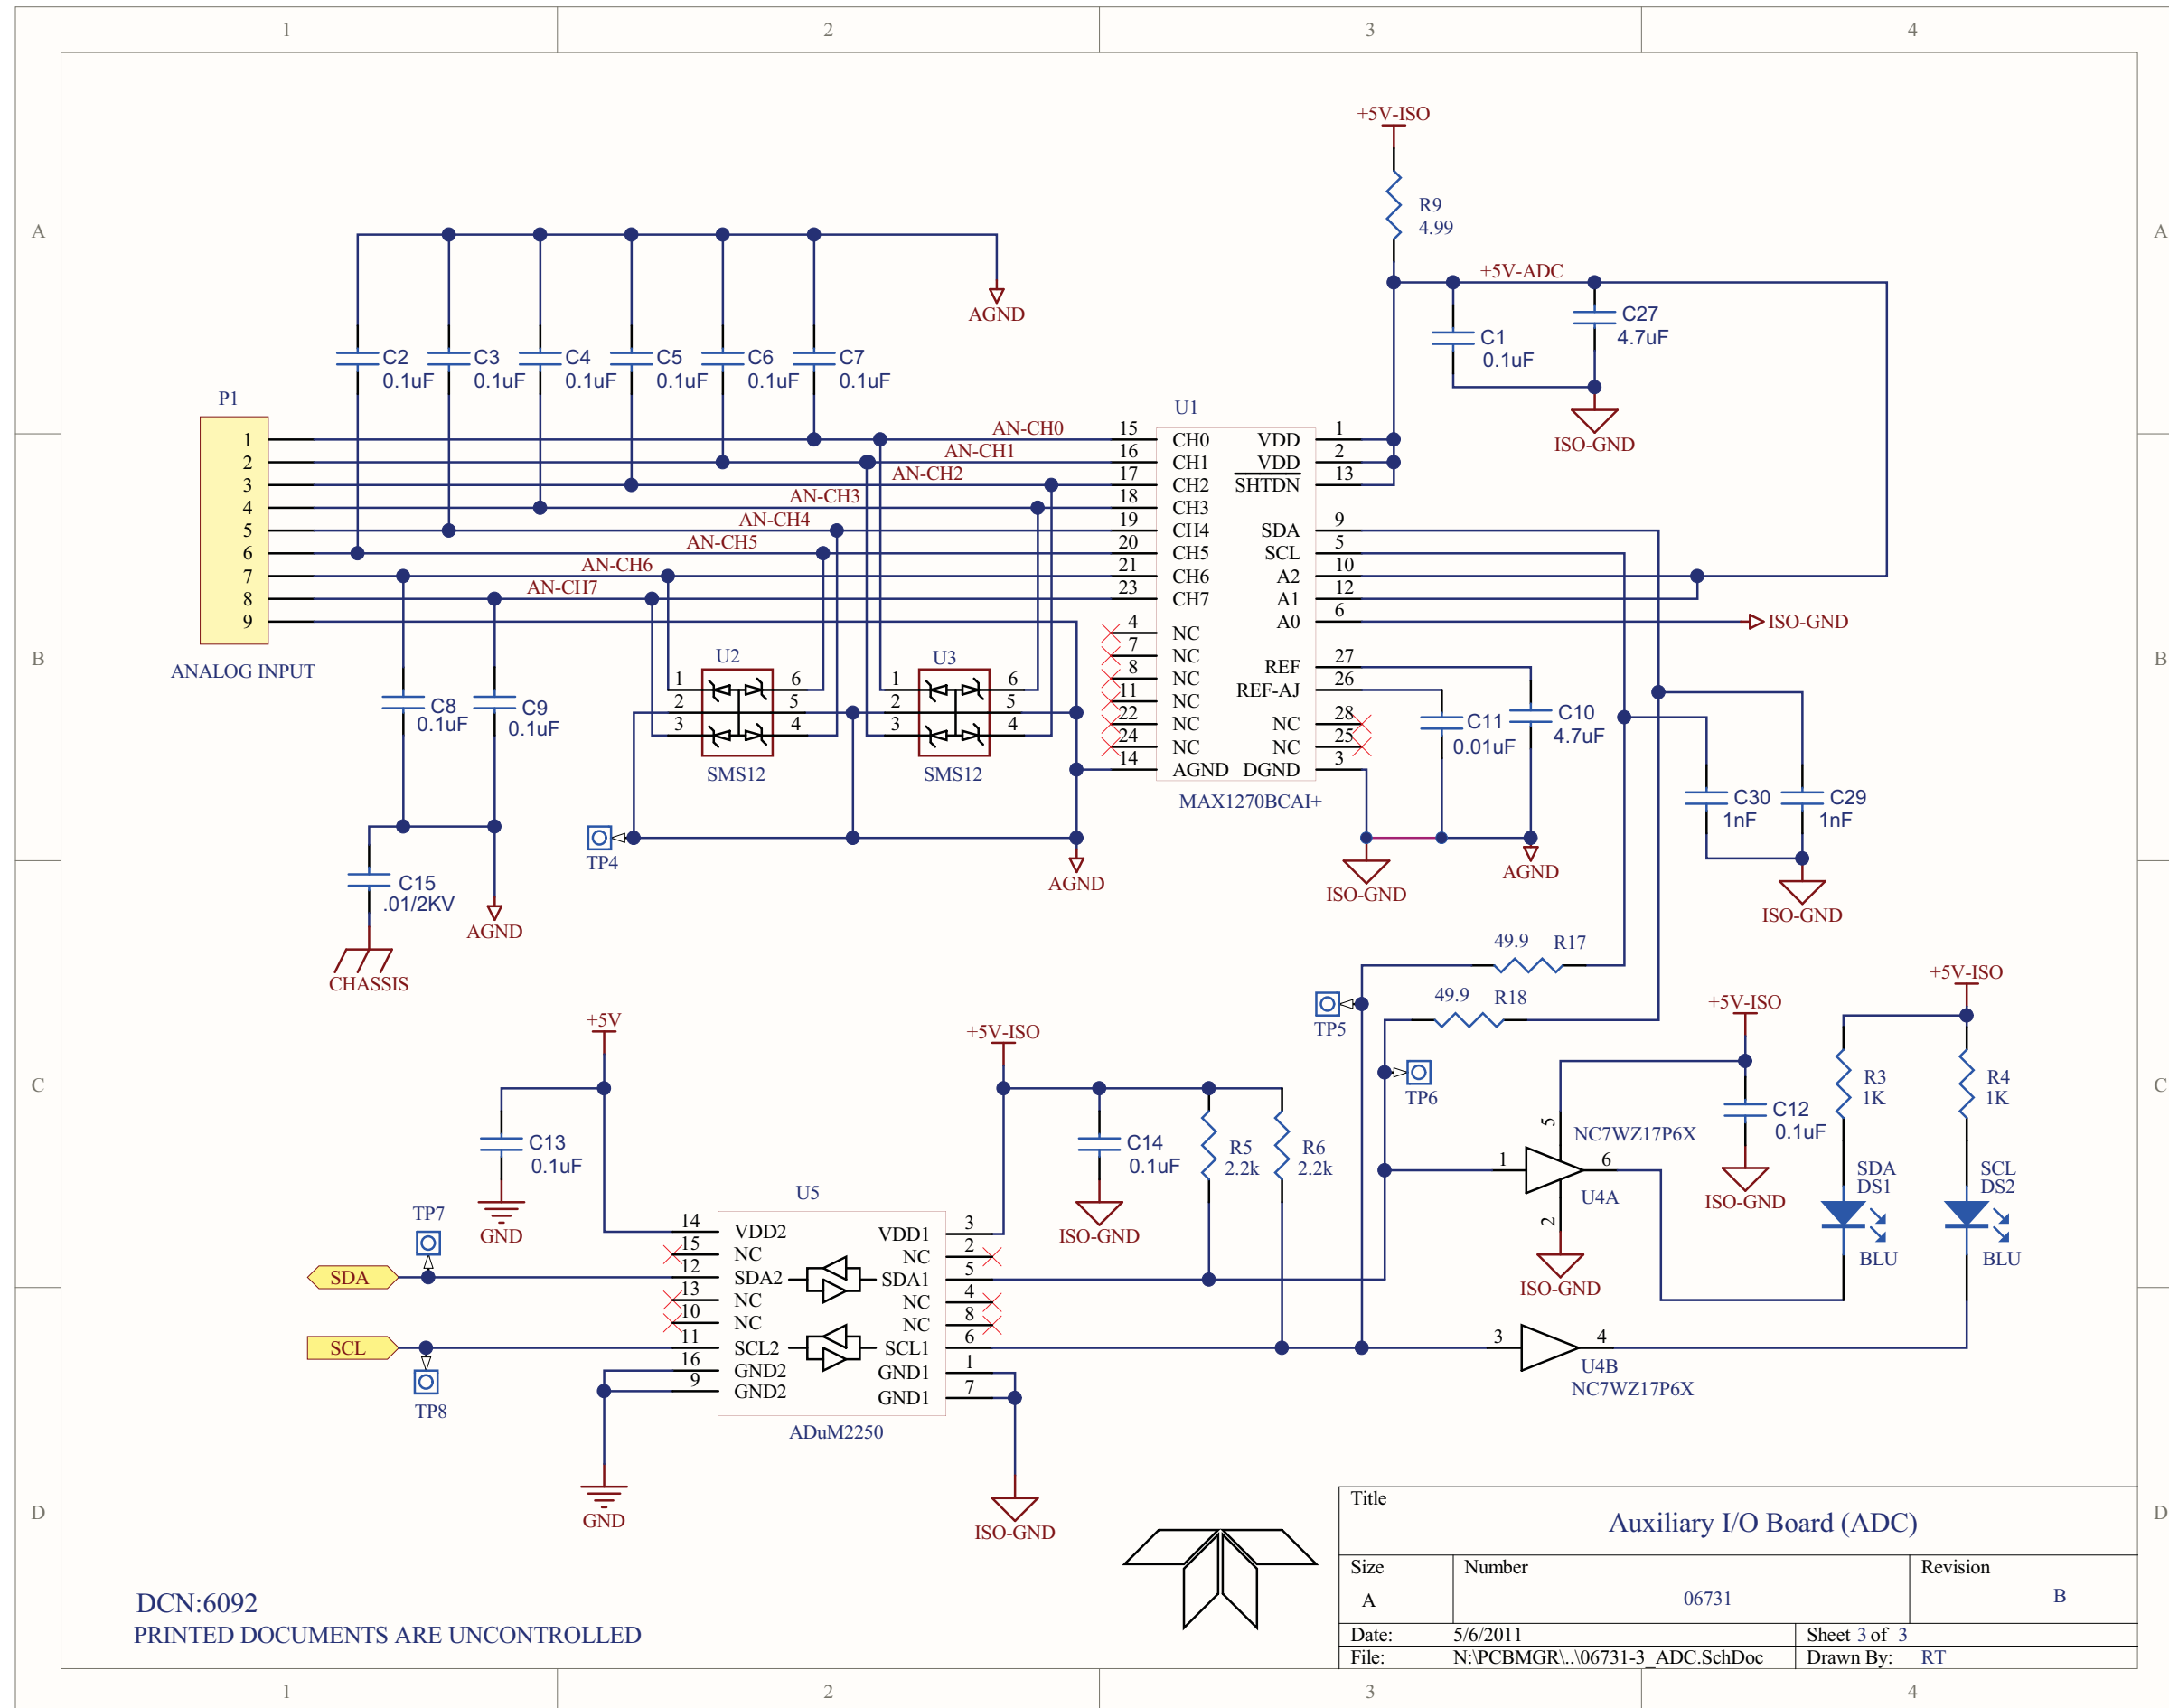 1 2 3 4
A A
B B
C C
D D
+5V-ISO
R9
4.99
+5V-ADC
C1
0.1uF
C27
4.7uF
ISO-GND
AGND
C2
0.1uF
C3
0.1uF
C4
0.1uF
C5
0.1uF
C6
0.1uF
C7
0.1uF
P1
1
2
3
4
5
6
7
8
9
ANALOG INPUT
AN-CH0
AN-CH1
AN-CH2
AN-CH3
AN-CH4
AN-CH5
AN-CH6
AN-CH7
U1
15 CH0 VDD 1
16 CH1 VDD 2
17 CH2 SHTDN 13
18 CH3
19 CH4 SDA 9
20 CH5 SCL 5
21 CH6 A2 10
23 CH7 A1 12
A0 6
4 NC
7 NC
8 NC REF 27
11 NC REF-AJ 26
22 NC NC 28
24 NC NC 25
14 AGND DGND 3
MAX1270BCAI+
ISO-GND
U2
1 6
2 5
3 4
SMS12
U3
1 6
2 5
3 4
SMS12
C8
0.1uF
C9
0.1uF
C11
0.01uF
C10
4.7uF
C30
1nF
C29
1nF
TP4
AGND
ISO-GND
AGND
ISO-GND
C15
.01/2KV
AGND
CHASSIS
49.9 R17
49.9 R18
TP5
TP6
+5V
+5V-ISO
+5V-ISO
+5V-ISO
C13
0.1uF
GND
C14
0.1uF
ISO-GND
R5
2.2k
R6
2.2k
5
NC7WZ17P6X
1 6
U4A
2
ISO-GND
C12
0.1uF
ISO-GND
R3
1K
R4
1K
SDA
DS1
BLU
SCL
DS2
BLU
3 4
U4B
NC7WZ17P6X
TP7
SDA
SCL
TP8
U5
14 VDD2 VDD1 3
15 NC NC 2
12 SDA2 SDA1 5
13 NC NC 4
10 NC NC 8
11 SCL2 SCL1 6
16 GND2 GND1 1
9 GND2 GND1 7
ADuM2250
GND
ISO-GND
DCN:6092
PRINTED DOCUMENTS ARE UNCONTROLLED
Title
Auxiliary I/O Board (ADC)
Size Number Revision
A 06731 B
Date: 5/6/2011 Sheet 3 of 3
File: N:\PCBMGR\..\06731-3_ADC.SchDoc Drawn By: RT
1 2 3 4